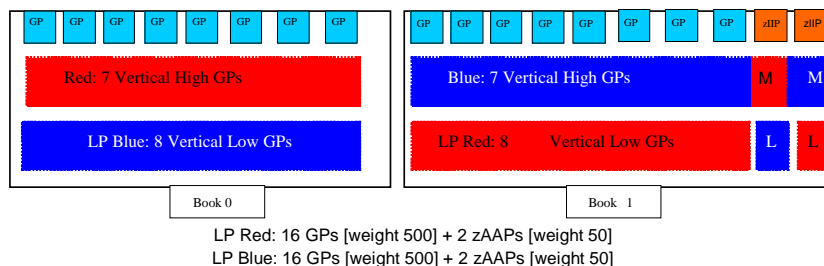 GP GP GP GP GP GP GP GP
GP GP GP GP GP GP GP GP zIIP zIIP
Red: 7 Vertical High GPs
Blue: 7 Vertical High GPs M M
LP Blue: 8 Vertical Low GPs
LP Red: 8 Vertical Low GPs L L
Book 0
Book 1
LP Red: 16 GPs [weight 500] + 2 zAAPs [weight 50]
LP Blue: 16 GPs [weight 500] + 2 zAAPs [weight 50]